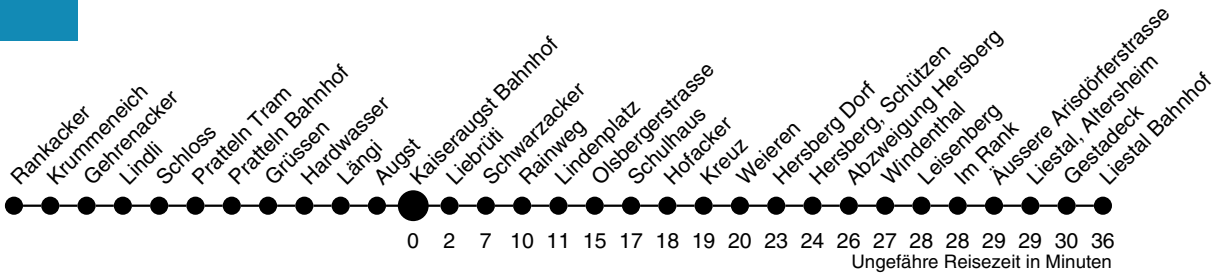 Rankacker
Krummeneich
Gehrenacker
Lindli
Schloss
Pratteln Tram
Pratteln Bahnhof
Grüssen
Hardwasser
Längi
Augst
Kaiseraugst Bahnhof
Liebrüti
Schwarzacker
Rainweg
Lindenplatz
Olsbergerstrasse
Schulhaus
Hofacker
Kreuz
Weieren
Hersberg Dorf
Hersberg, Schützen
Abzweigung Hersberg
Windenthal
Leisenberg
Im Rank
Äussere Arisdörferstrasse
Liestal, Altersheim
Gestadeck
Liestal Bahnhof
0 2 7 10 11 15 17 18 19 20 23 24 26 27 28 28 29 29 30 36
Ungefähre Reisezeit in Minuten